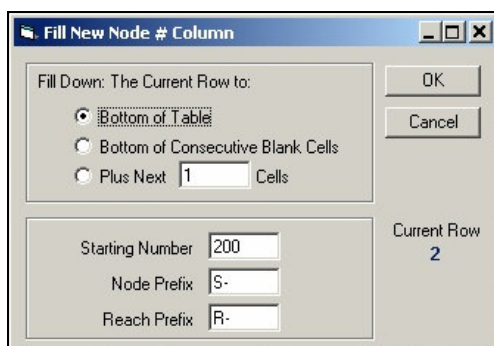 Fill New Node # Column
Fill Down: The Current Row to:
Bottom of Table
Bottom of Consecutive Blank Cells
Plus Next 1 Cells
OK
Cancel
Starting Number 200
Node Prefix S-
Reach Prefix R-
Current Row
2